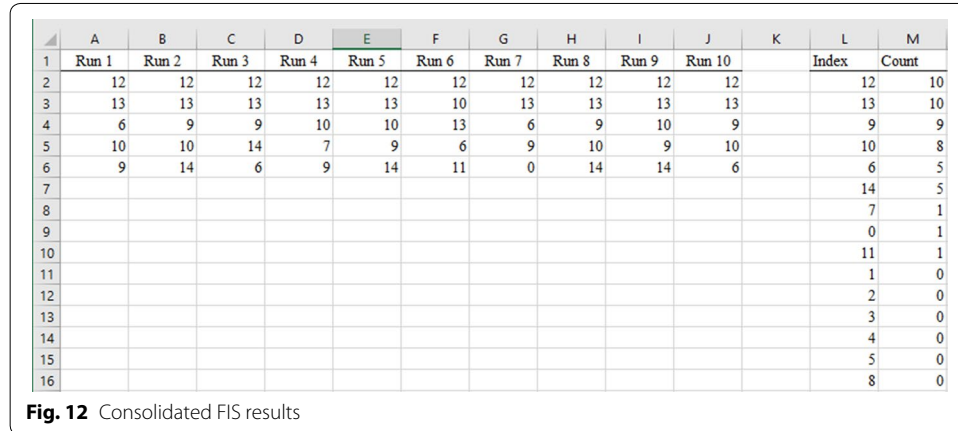 A B C D E F G H I J K L M
1 Run 1 Run 2 Run 3 Run 4 Run 5 Run 6 Run 7 Run 8 Run 9 Run 10 Index Count
2 12 12 12 12 12 12 12 12 12 12 12 10
3 13 13 13 13 13 10 13 13 13 13 13 10
4 6 9 9 10 10 13 6 9 10 9 9 9
5 10 10 14 7 9 6 9 10 9 10 10 8
6 9 14 6 9 14 11 0 14 14 6 6 5
7 14 5
8 7 1
9 0 1
10 11 1
11 1 0
12 2 0
13 3 0
14 4 0
15 5 0
16 8 0
Fig. 12 Consolidated FIS results